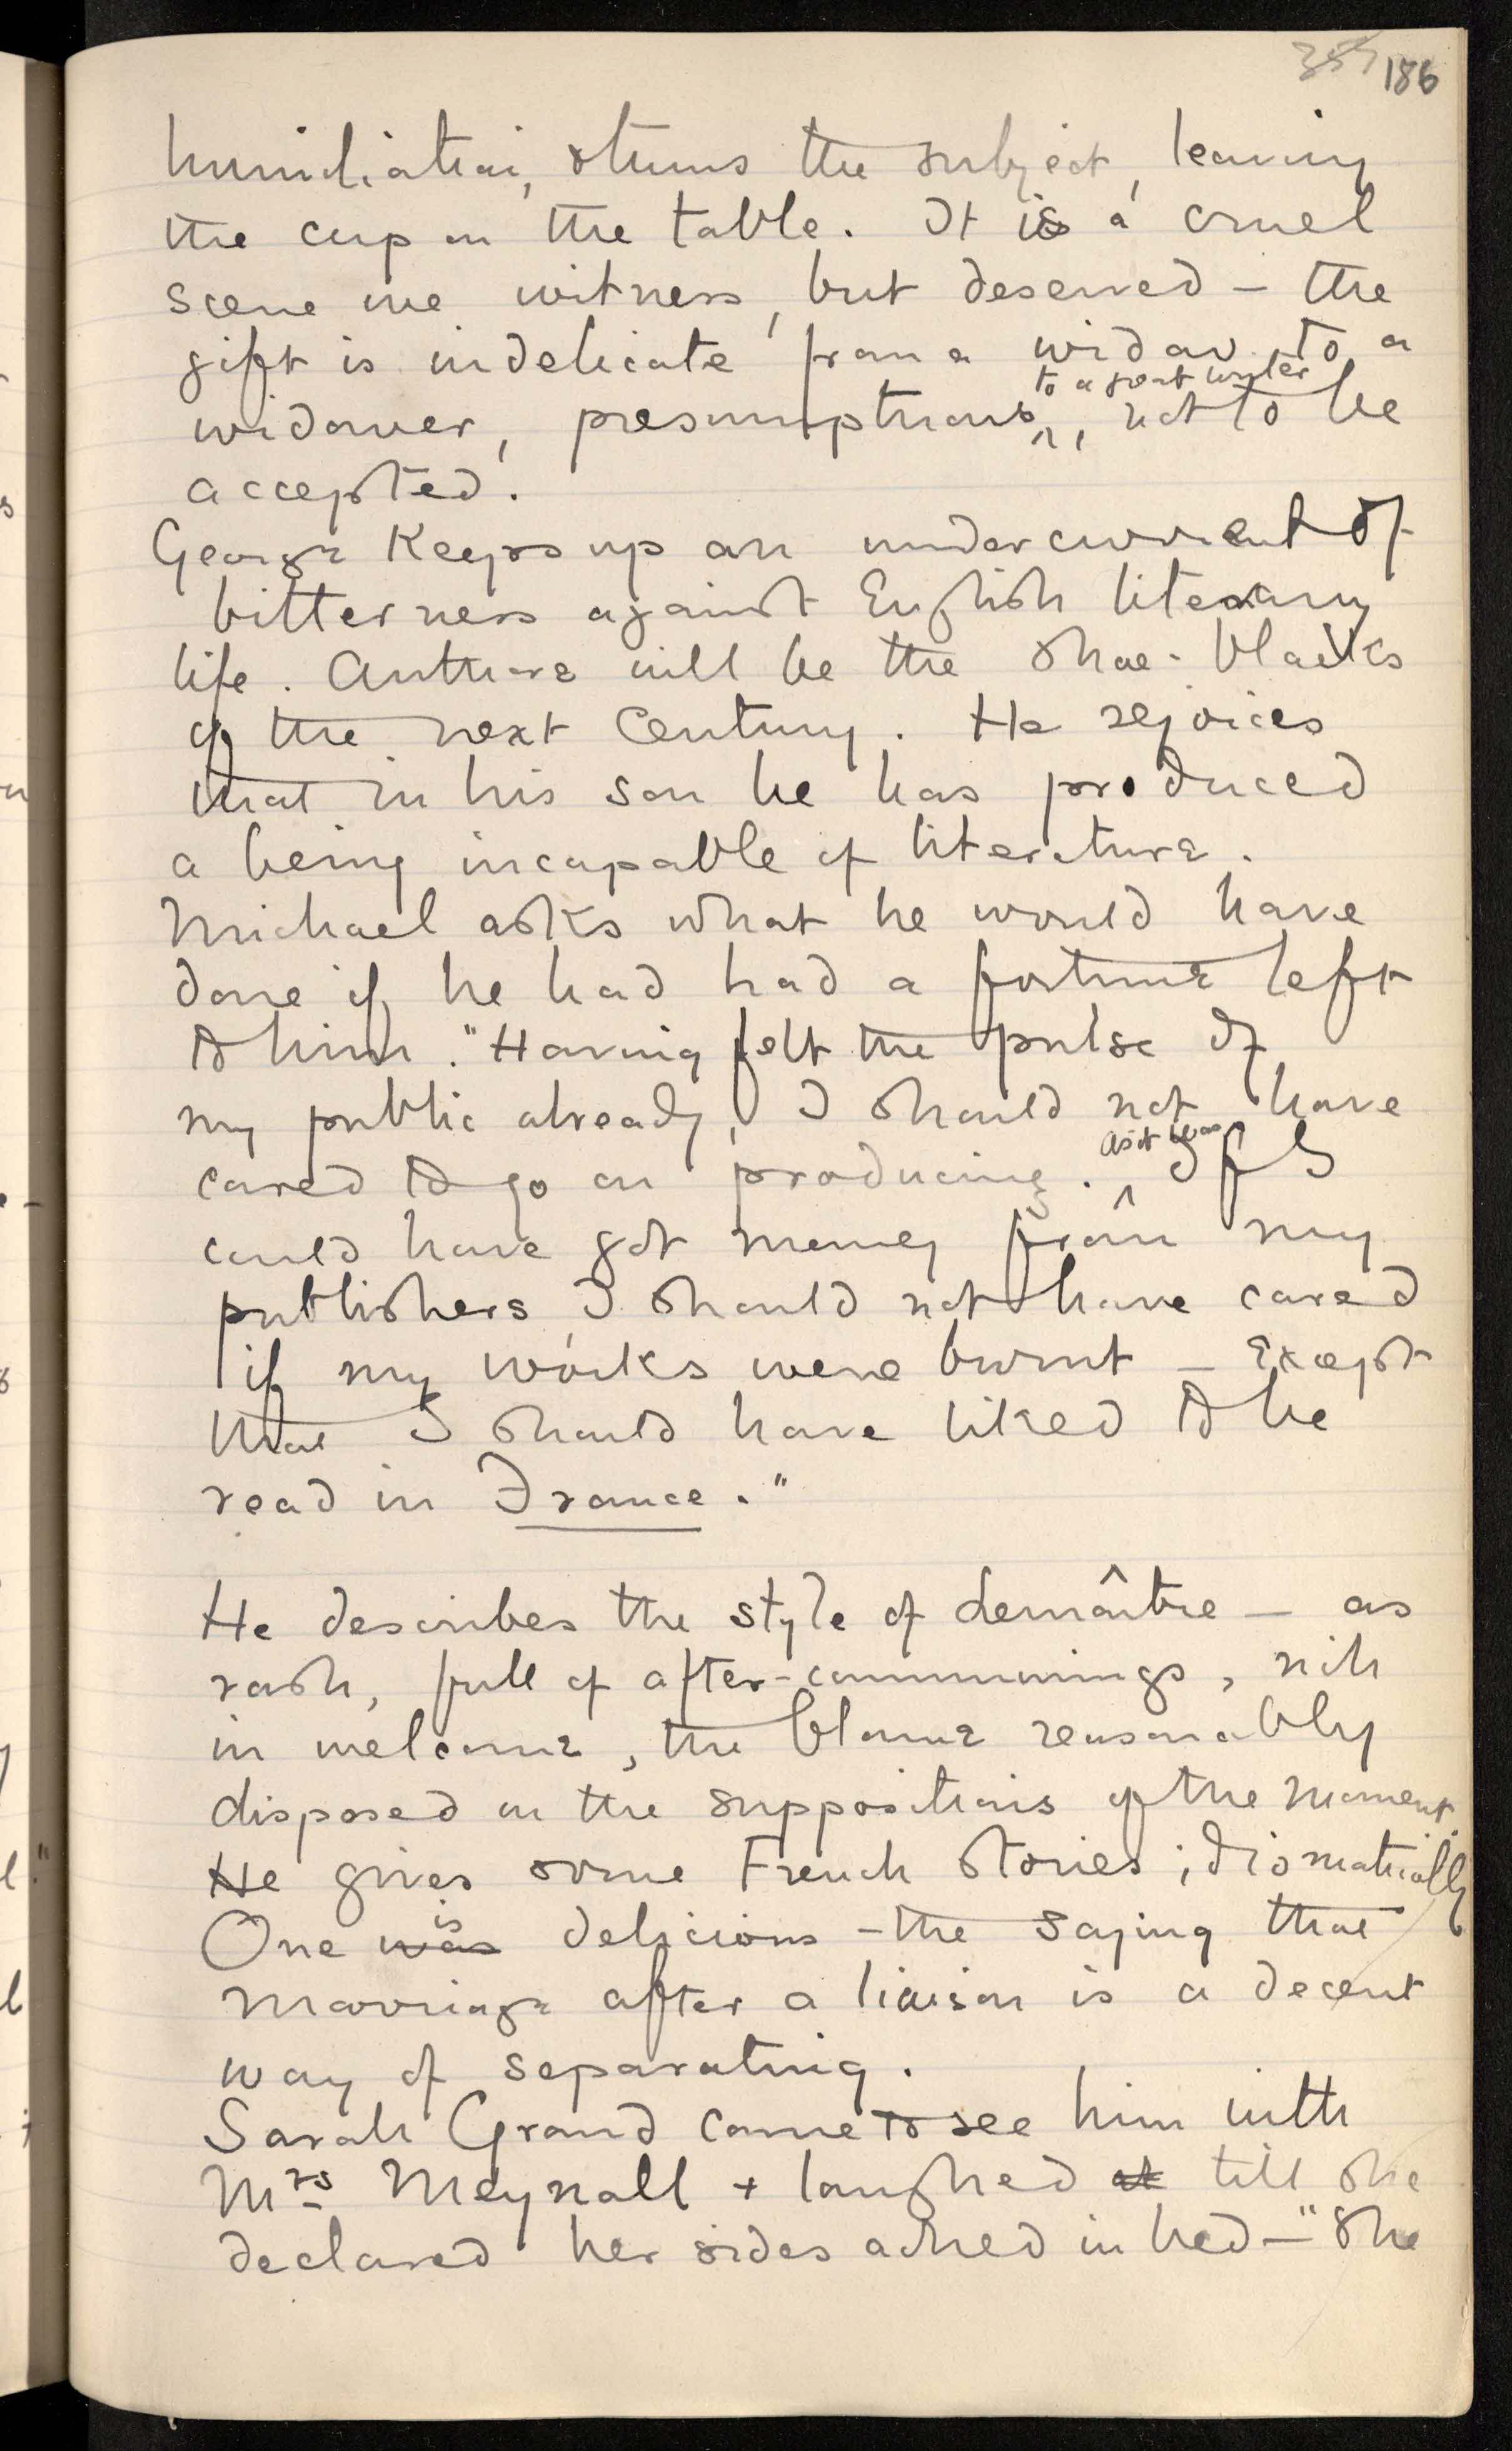 186
humiliation, shuns the subject, leaving
the cup on the table. It is a cruel
scene we witness, but deserved – the
gift is indelicate from a widow to a
to a great writer
widower, presumptuous ^, not to be
accepted.
George Keeps up an undercurrent of
bitterness against English literary
life. Authors will be the shoe-blacks
of the next Century. He rejoices
that in his son he has produced
a being incapable of literature.
Michael asks what he would have
done if he had had a fortune left
to him. "Having felt the pulse of
my public already, I should not have
as it was
cared to go on producing. ^ If I
could have got money from my
publishers, I should not have cared
if my works were burnt – Except
that I should have liked to be
read in France."
He describes the style of Lemaître – as
rash, full of after-communings, rich
in welcome, the blame reasonably
disposed on the suppositions of the moment.
He gives some French stories idiomatically
is
One was delicious – the saying that
marriage after a liaison is a decent
way of separating.
Sarah Grand came to see him with
Mrs Meynall + laughed at till she
declared her sides ached in bed – "She